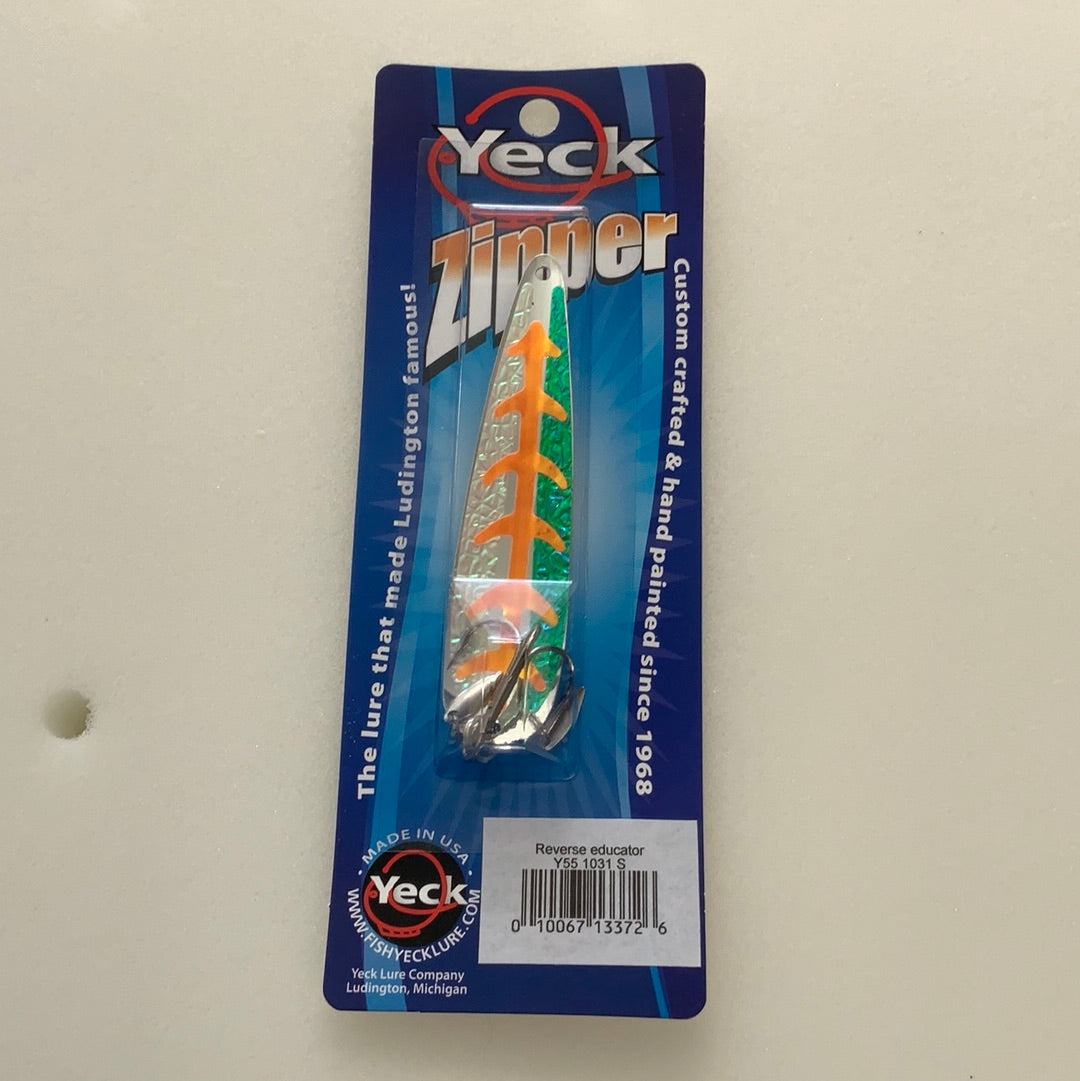 Yeck
Zipper
The lure that made Ludington famous!
Custom crafted & hand painted since 1968
• MADE IN USA •
Yeck
WWW.FISHYECKLURE.COM
Yeck Lure Company
Ludington, Michigan
Reverse educator
Y55 1031 S
0 10067 13372 6